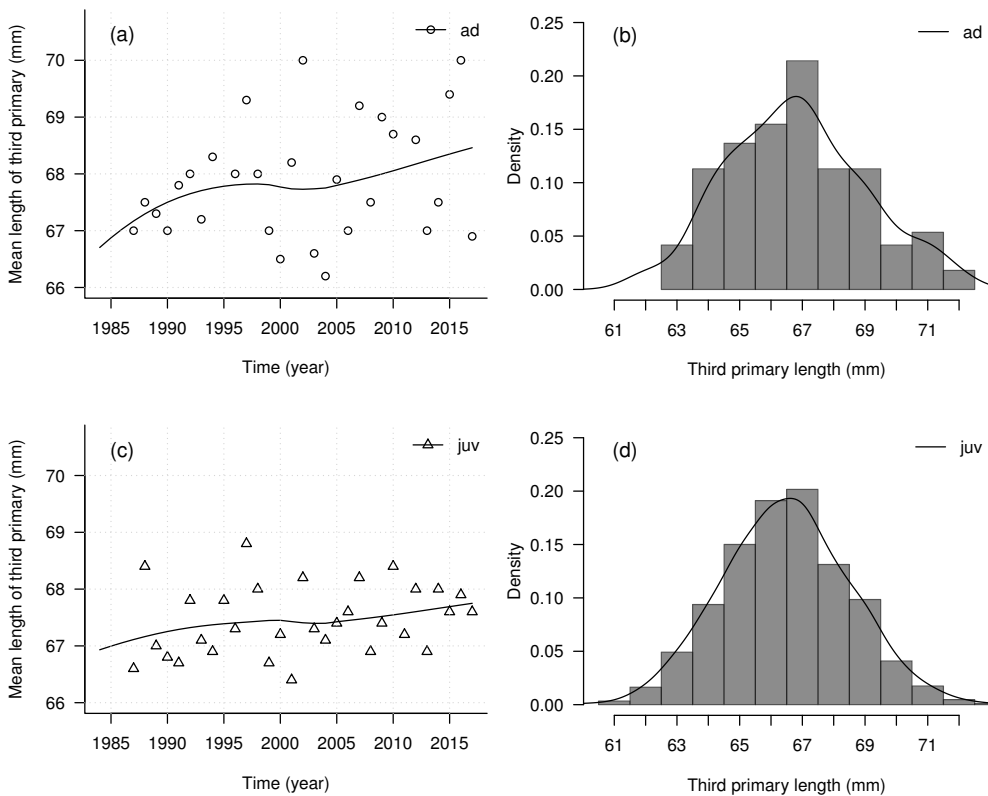 (a)
ad
Mean length of third primary (mm)
70
69
68
67
66
1985 1990 1995 2000 2005 2010 2015
Time (year)
(b)
ad
Density
0.25
0.20
0.15
0.10
0.05
0.00
61 63 65 67 69 71
Third primary length (mm)
(c)
juv
Mean length of third primary (mm)
70
69
68
67
66
1985 1990 1995 2000 2005 2010 2015
Time (year)
(d)
juv
Density
0.25
0.20
0.15
0.10
0.05
0.00
61 63 65 67 69 71
Third primary length (mm)